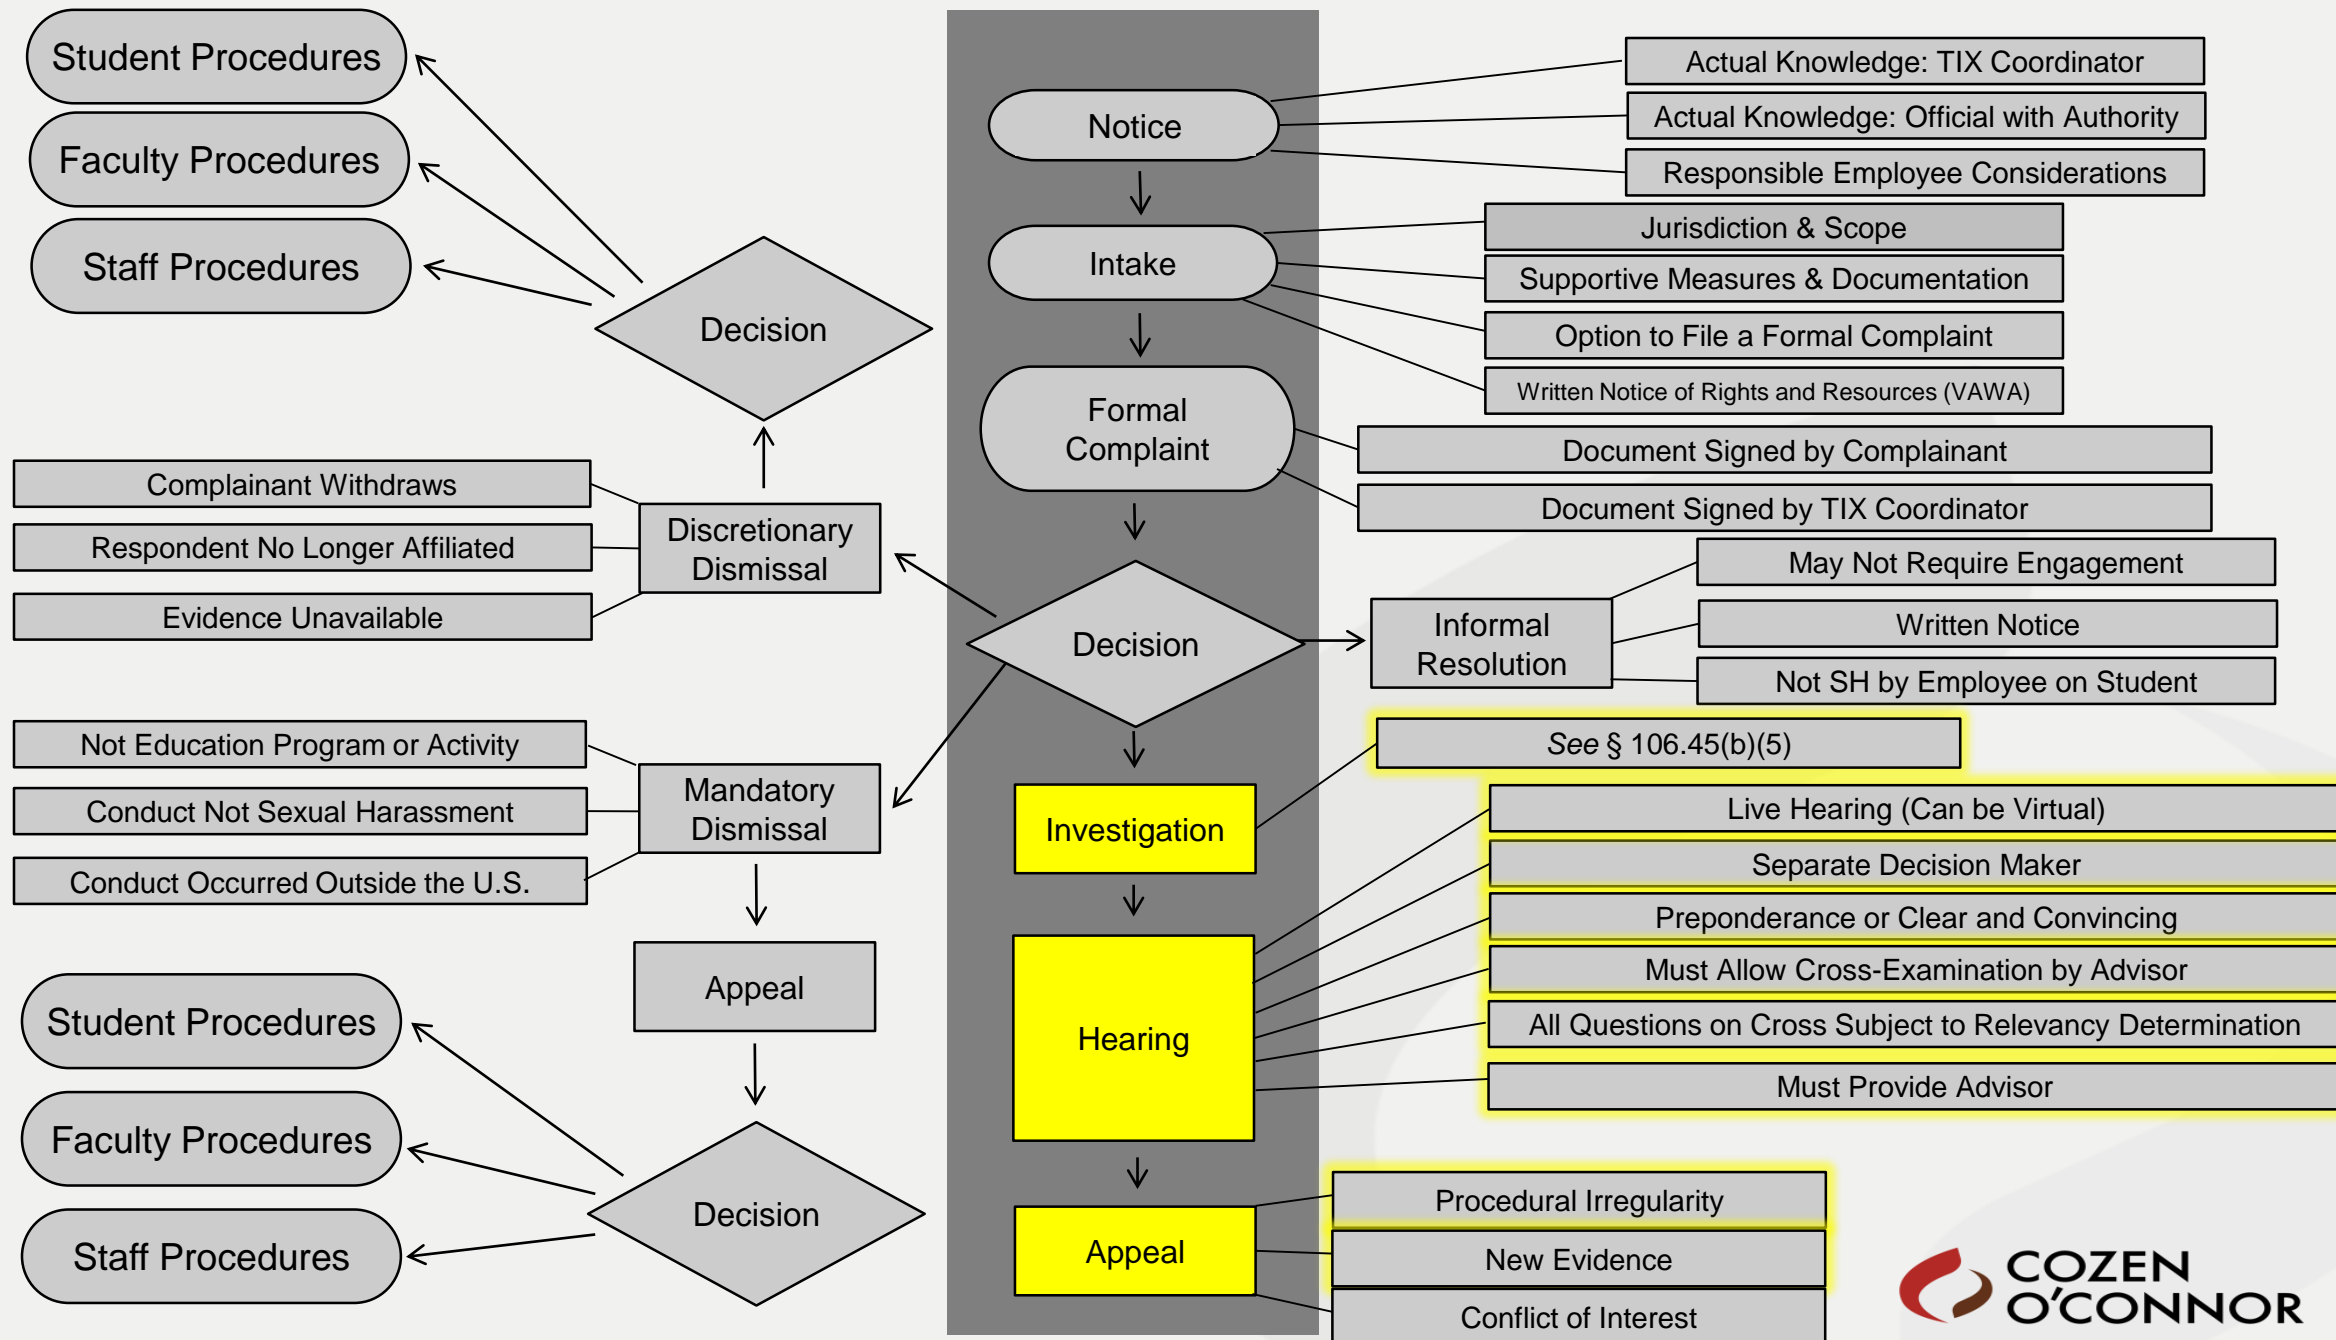 Student Procedures
Faculty Procedures
Staff Procedures
Decision
Complainant Withdraws
Respondent No Longer Affiliated
Evidence Unavailable
Discretionary
Dismissal
Not Education Program or Activity
Conduct Not Sexual Harassment
Conduct Occurred Outside the U.S.
Mandatory
Dismissal
Appeal
Student Procedures
Faculty Procedures
Staff Procedures
Decision
Notice
Actual Knowledge: TIX Coordinator
Actual Knowledge: Official with Authority
Responsible Employee Considerations
Intake
Jurisdiction & Scope
Supportive Measures & Documentation
Option to File a Formal Complaint
Written Notice of Rights and Resources (VAWA)
Formal
Complaint
Document Signed by Complainant
Document Signed by TIX Coordinator
Decision
Informal
Resolution
May Not Require Engagement
Written Notice
Not SH by Employee on Student
Investigation
See § 106.45(b)(5)
Hearing
Live Hearing (Can be Virtual)
Separate Decision Maker
Preponderance or Clear and Convincing
Must Allow Cross-Examination by Advisor
All Questions on Cross Subject to Relevancy Determination
Must Provide Advisor
Appeal
Procedural Irregularity
New Evidence
Conflict of Interest
COZEN
O'CONNOR